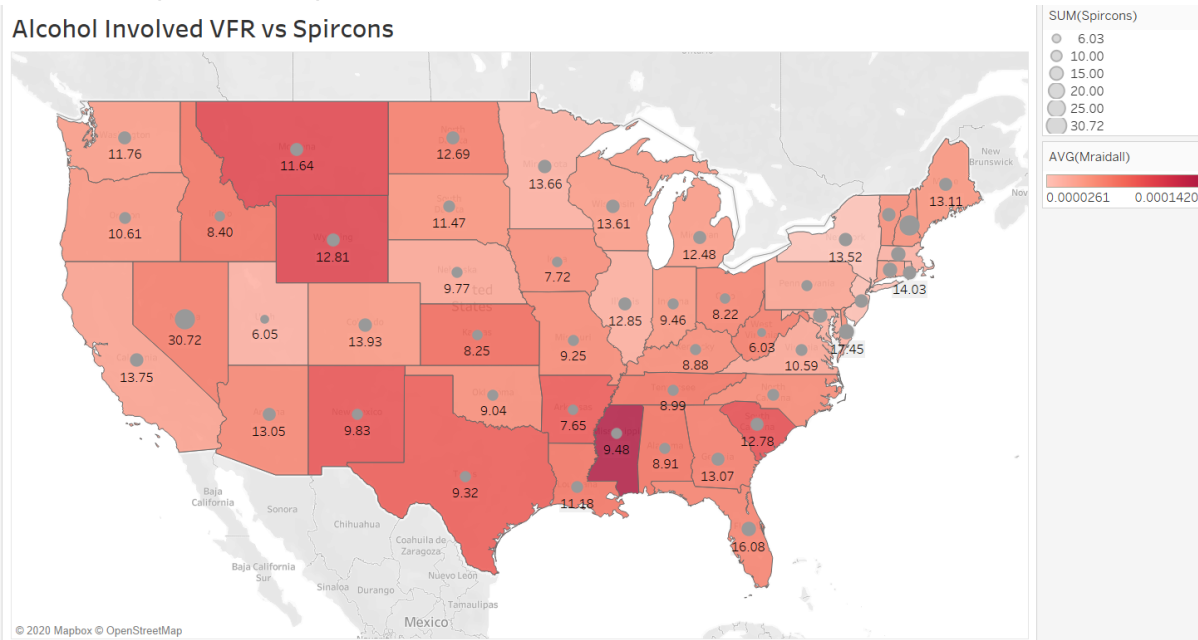 Alcohol Involved VFR vs Spircons
SUM(Spircons)
6.03
10.00
15.00
20.00
25.00
30.72
AVG(Mraidall)
0.0000261 0.0001420
New
Brunswick
11.76
11.64
12.69
13.66
13.61
12.48
13.11
10.61
8.40
12.81
11.47
13.52
14.03
7.72
9.77
United
States
12.85
9.46
8.22
30.72
6.05
13.93
8.25
9.25
8.88
6.03
10.59
17.45
13.75
13.05
9.83
9.04
7.65
8.99
9.48
8.91
13.07
12.78
9.32
11.18
16.08
Baja
California
Sonora
Chihuahua
Coahuila de
Zaragoza
Baja California
Sur
Sinaloa
Durango
Nuevo León
Tamaulipas
Mexico
© 2020 Mapbox © OpenStreetMap